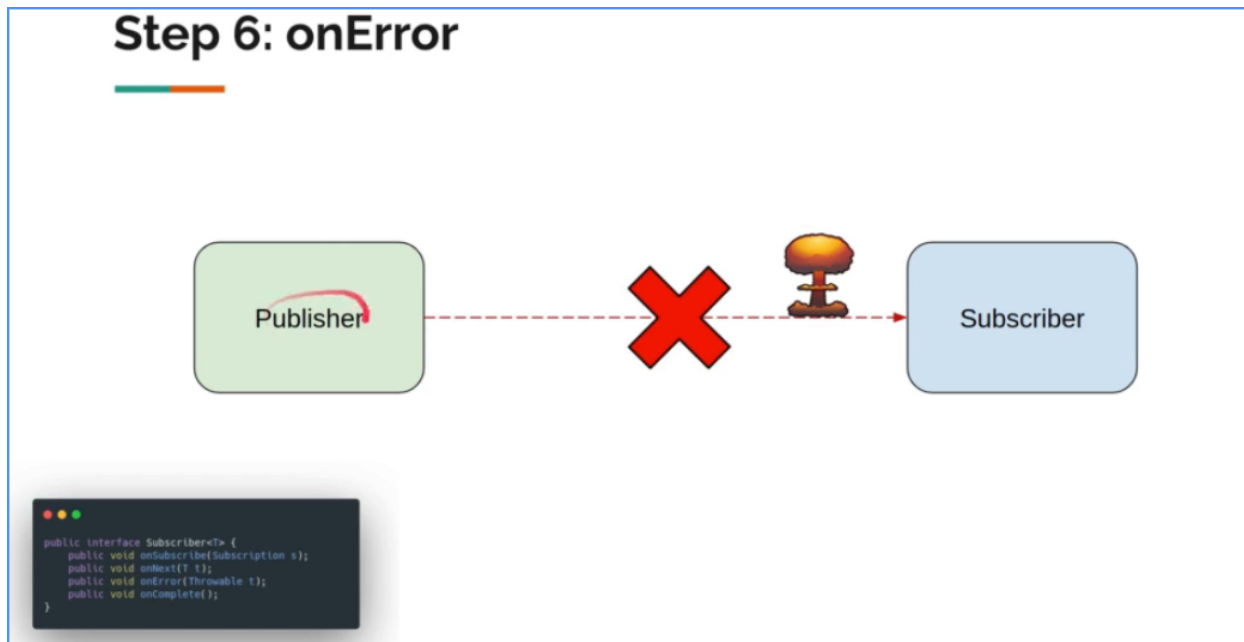 Step 6: onError
Publisher
Subscriber
public interface Subscriber<T> {
    public void onSubscribe(Subscription s);
    public void onNext(T t);
    public void onError(Throwable t);
    public void onComplete();
}